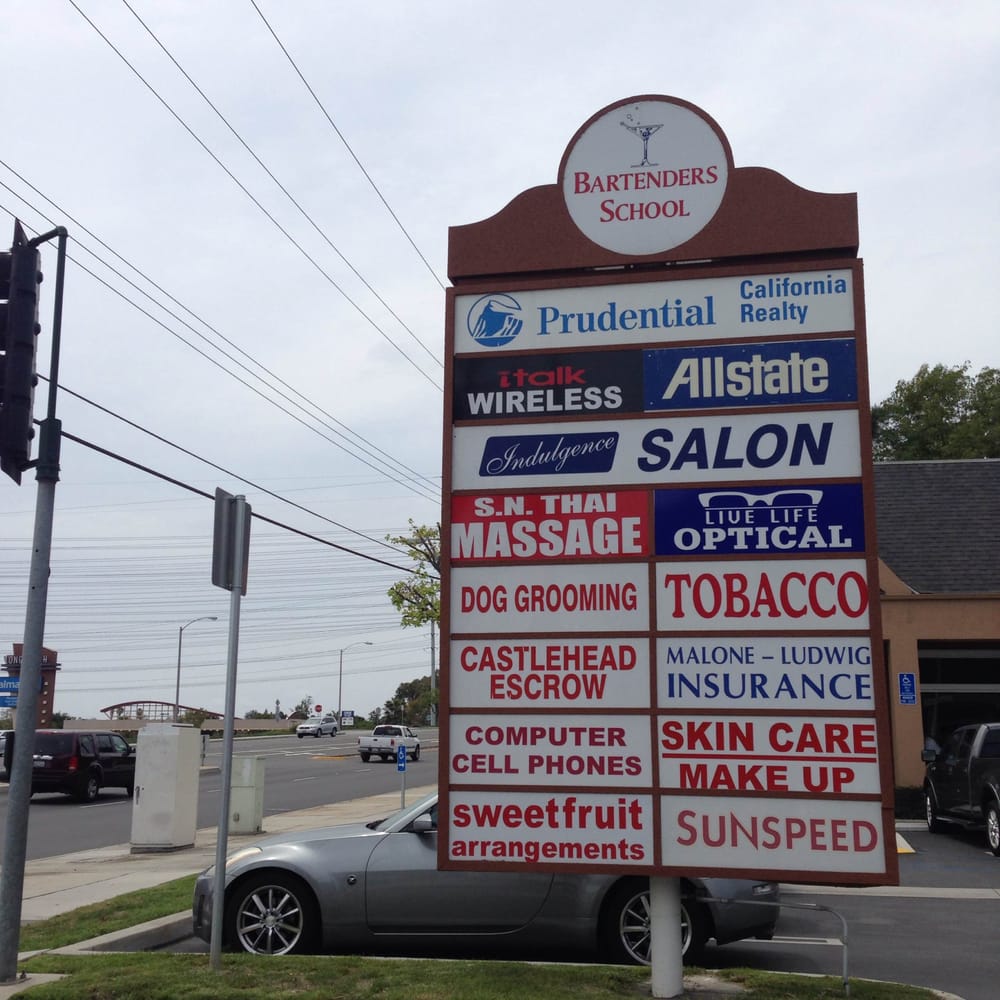 BARTENDERS
SCHOOL
Prudential
California
Realty
italk
WIRELESS
Allstate
Indulgence SALON
S.N. THAI
MASSAGE
LIVE LIFE
OPTICAL
DOG GROOMING
TOBACCO
CASTLEHEAD
ESCROW
MALONE – LUDWIG
INSURANCE
COMPUTER
CELL PHONES
SKIN CARE
MAKE UP
sweetfruit
arrangements
SUNSPEED